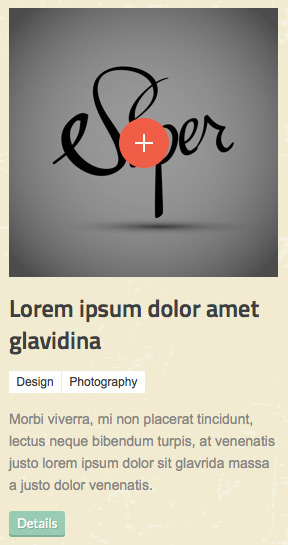 Lorem ipsum dolor amet
glavidina
Design
Photography
Morbi viverra, mi non placerat tincidunt,
lectus neque bibendum turpis, at venenatis
justo lorem ipsum dolor sit glavrida massa
a justo dolor venenatis.
Details